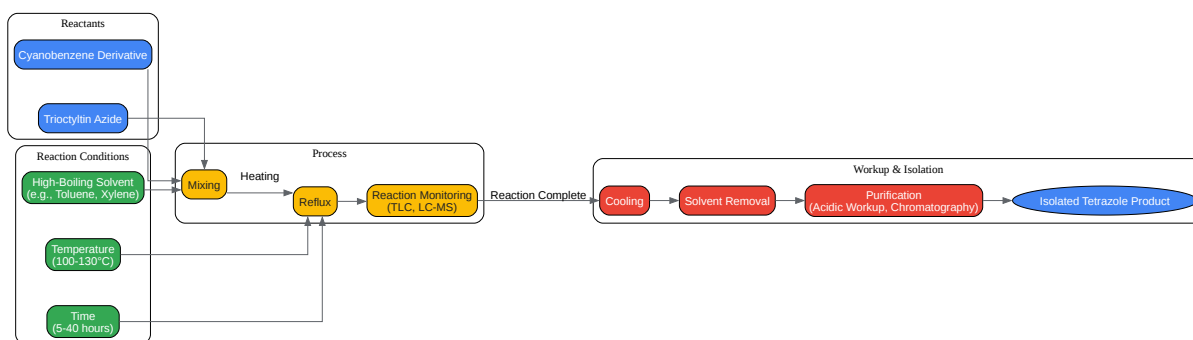 Reactants
Cyanobenzene Derivative
Trioctyltin Azide
Reaction Conditions
High-Boiling Solvent
(e.g., Toluene, Xylene)
Temperature
(100-130°C)
Time
(5-40 hours)
Process
Mixing
Heating
Reflux
Reaction Monitoring
(TLC, LC-MS)
Reaction Complete
Workup & Isolation
Cooling
Solvent Removal
Purification
(Acidic Workup, Chromatography)
Isolated Tetrazole Product